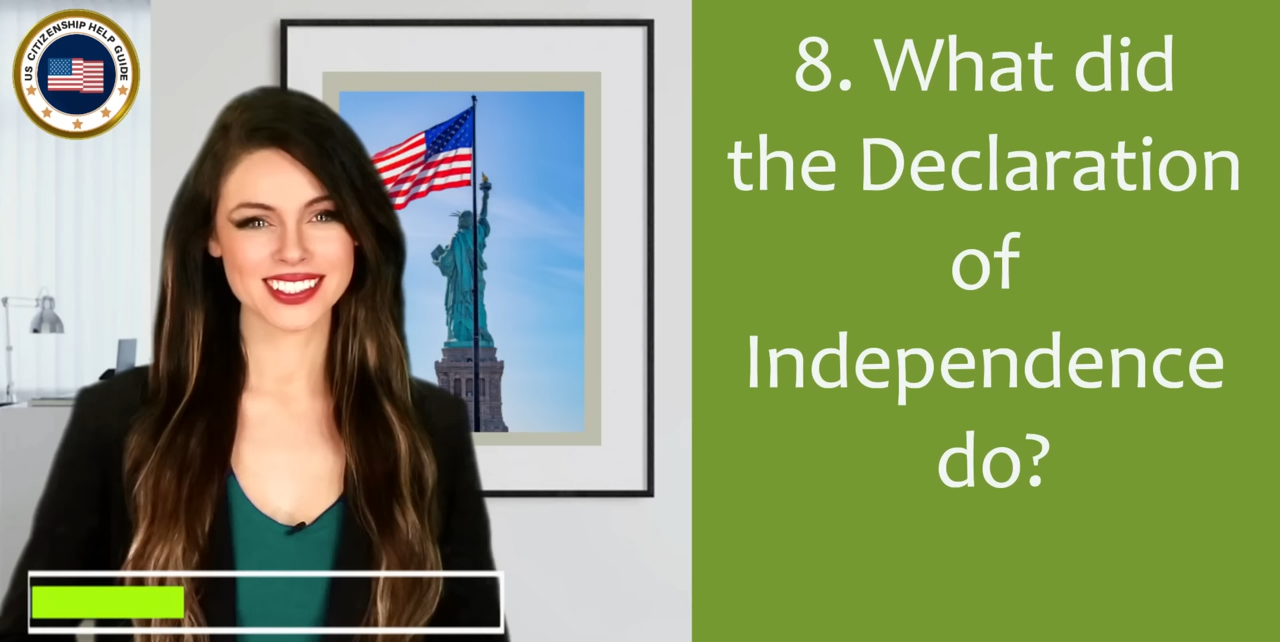 US CITIZENSHIP HELP GUIDE
8. What did
the Declaration
of
Independence
do?